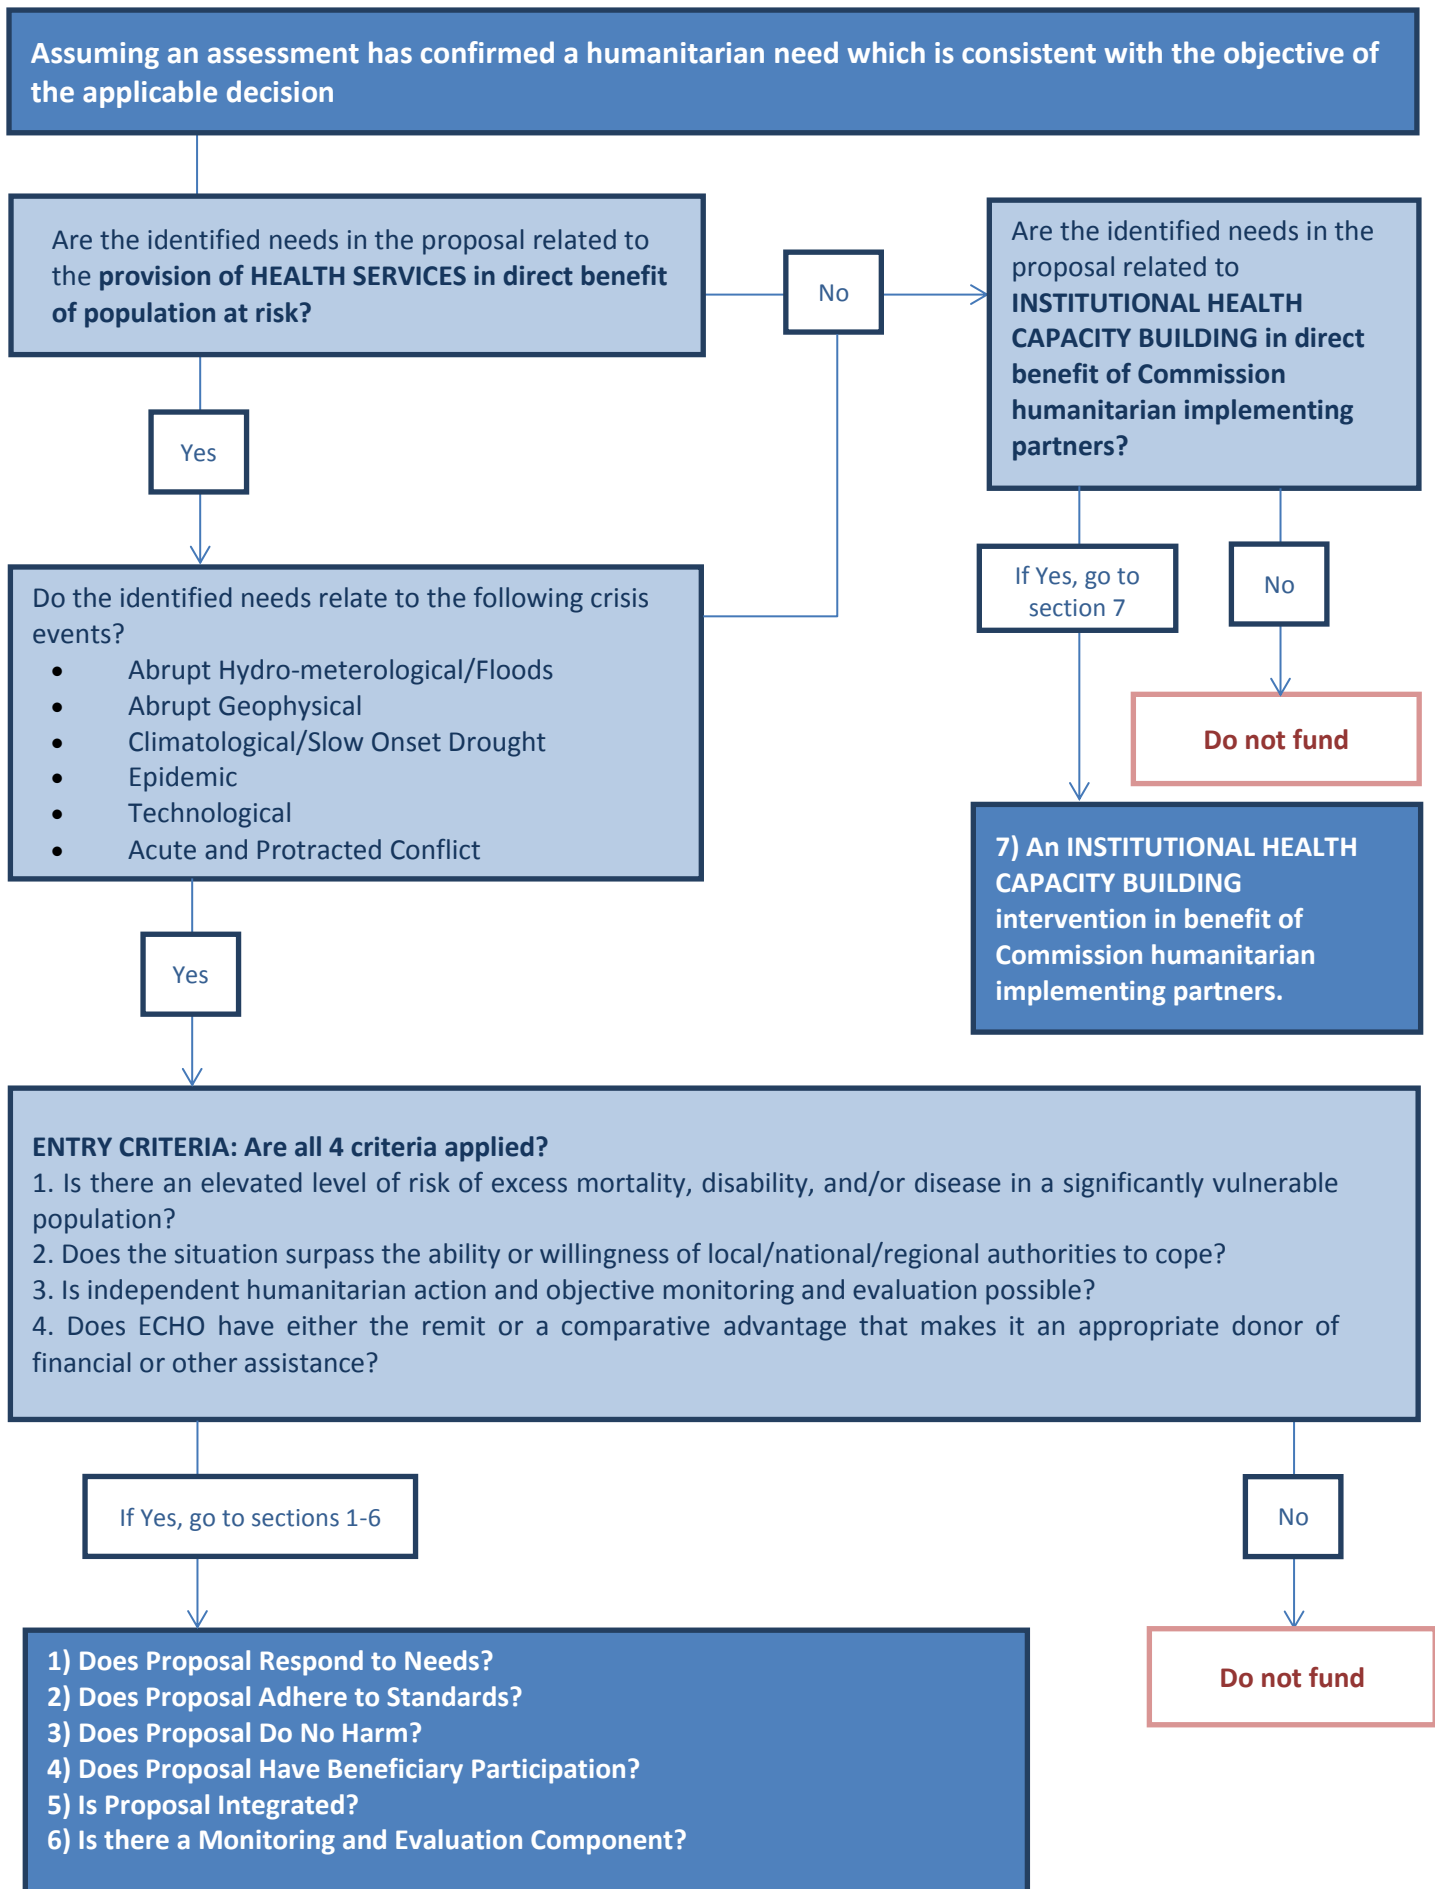 Assuming an assessment has confirmed a humanitarian need which is consistent with the objective of
the applicable decision
Are the identified needs in the proposal related to
the provision of HEALTH SERVICES in direct benefit
of population at risk?
No
Are the identified needs in the
proposal related to
INSTITUTIONAL HEALTH
CAPACITY BUILDING in direct
benefit of Commission
humanitarian implementing
partners?
Yes
If Yes, go to
section 7
No
Do the identified needs relate to the following crisis
events?
• Abrupt Hydro-meterological/Floods
• Abrupt Geophysical
• Climatological/Slow Onset Drought
• Epidemic
• Technological
• Acute and Protracted Conflict
Do not fund
7) An INSTITUTIONAL HEALTH
CAPACITY BUILDING
intervention in benefit of
Commission humanitarian
implementing partners.
Yes
ENTRY CRITERIA: Are all 4 criteria applied?
1. Is there an elevated level of risk of excess mortality, disability, and/or disease in a significantly vulnerable
population?
2. Does the situation surpass the ability or willingness of local/national/regional authorities to cope?
3. Is independent humanitarian action and objective monitoring and evaluation possible?
4. Does ECHO have either the remit or a comparative advantage that makes it an appropriate donor of
financial or other assistance?
If Yes, go to sections 1-6
No
1) Does Proposal Respond to Needs?
2) Does Proposal Adhere to Standards?
3) Does Proposal Do No Harm?
4) Does Proposal Have Beneficiary Participation?
5) Is Proposal Integrated?
6) Is there a Monitoring and Evaluation Component?
Do not fund